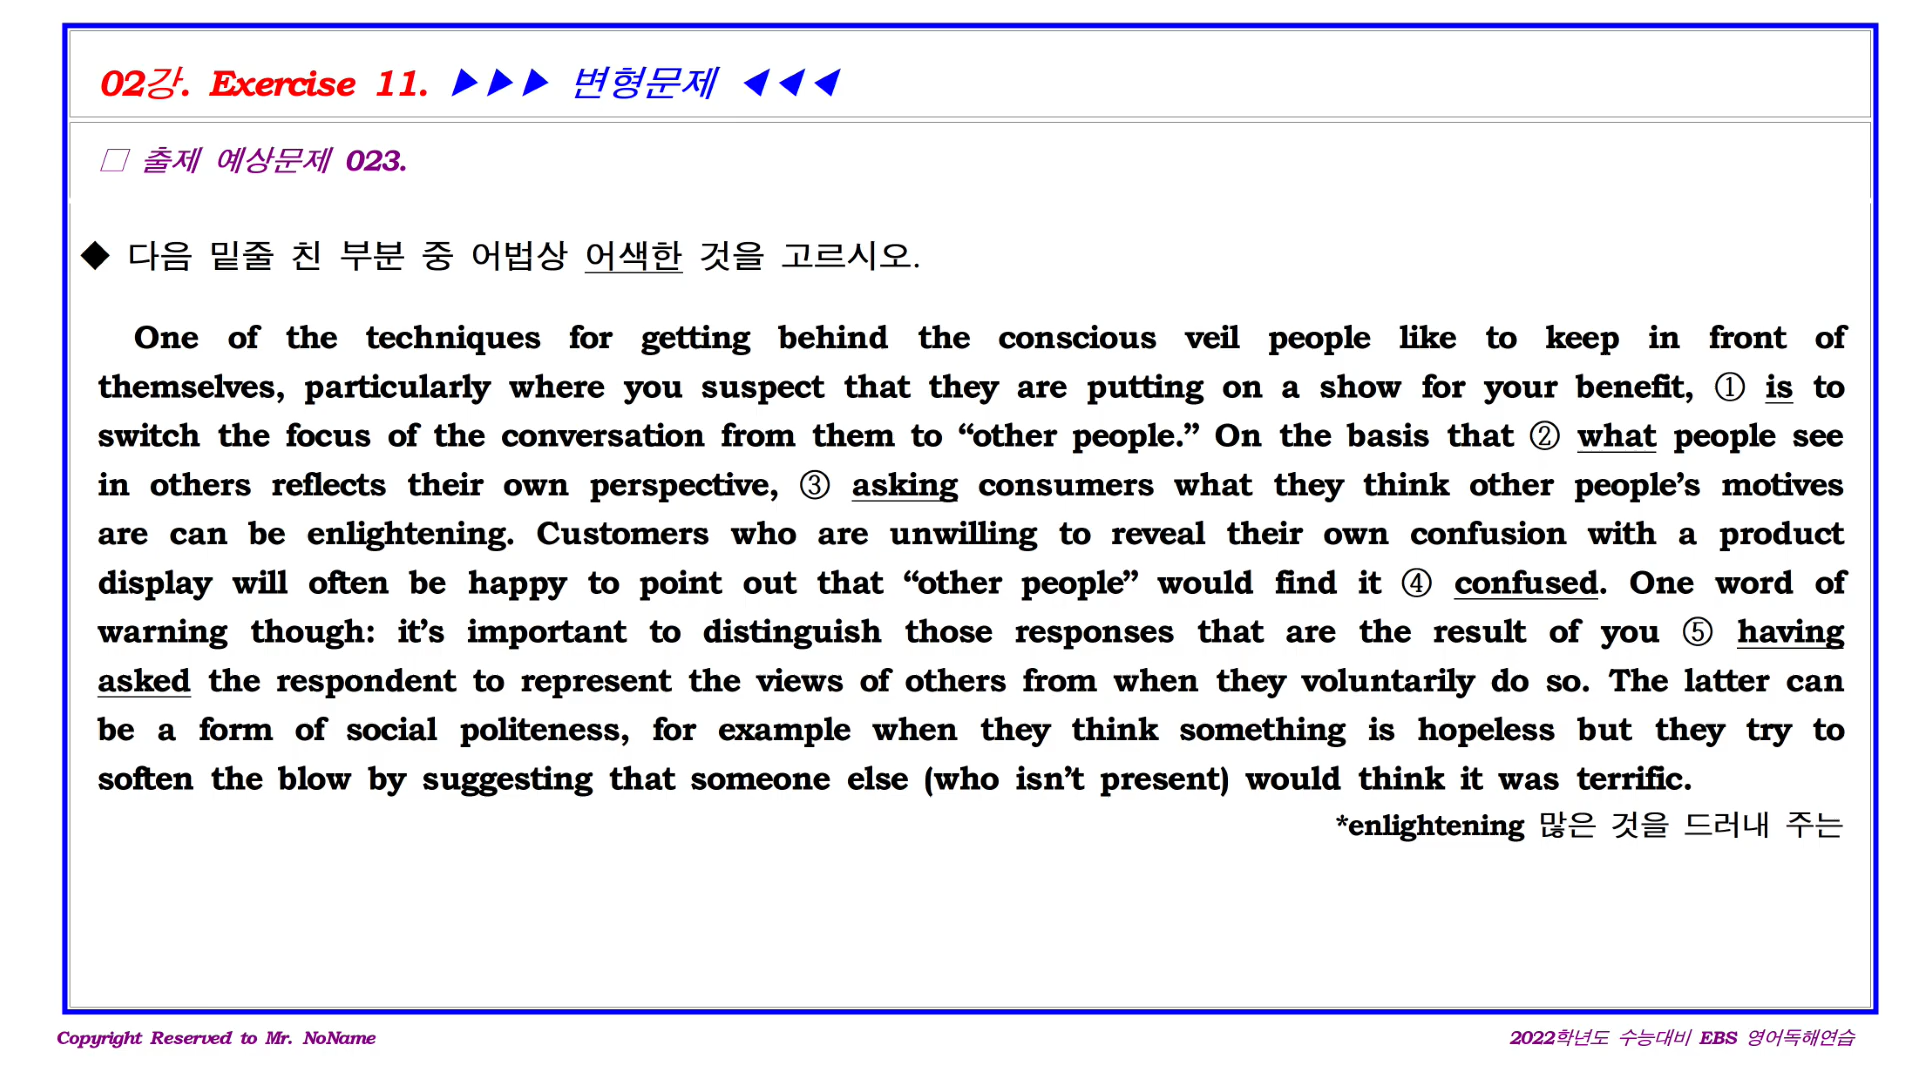 02강. Exercise 11. ▶▶▶ 변형문제 ◀◀◀
□ 출제 예상문제 023.
◆ 다음 밑줄 친 부분 중 어법상 어색한 것을 고르시오.
One of the techniques for getting behind the conscious veil people like to keep in front of
themselves, particularly where you suspect that they are putting on a show for your benefit, ① is to
switch the focus of the conversation from them to “other people.” On the basis that ② what people see
in others reflects their own perspective, ③ asking consumers what they think other people’s motives
are can be enlightening. Customers who are unwilling to reveal their own confusion with a product
display will often be happy to point out that “other people” would find it ④ confused. One word of
warning though: it’s important to distinguish those responses that are the result of you ⑤ having
asked the respondent to represent the views of others from when they voluntarily do so. The latter can
be a form of social politeness, for example when they think something is hopeless but they try to
soften the blow by suggesting that someone else (who isn’t present) would think it was terrific.
*enlightening 많은 것을 드러내 주는
Copyright Reserved to Mr. NoName
2022학년도 수능대비 EBS 영어독해연습